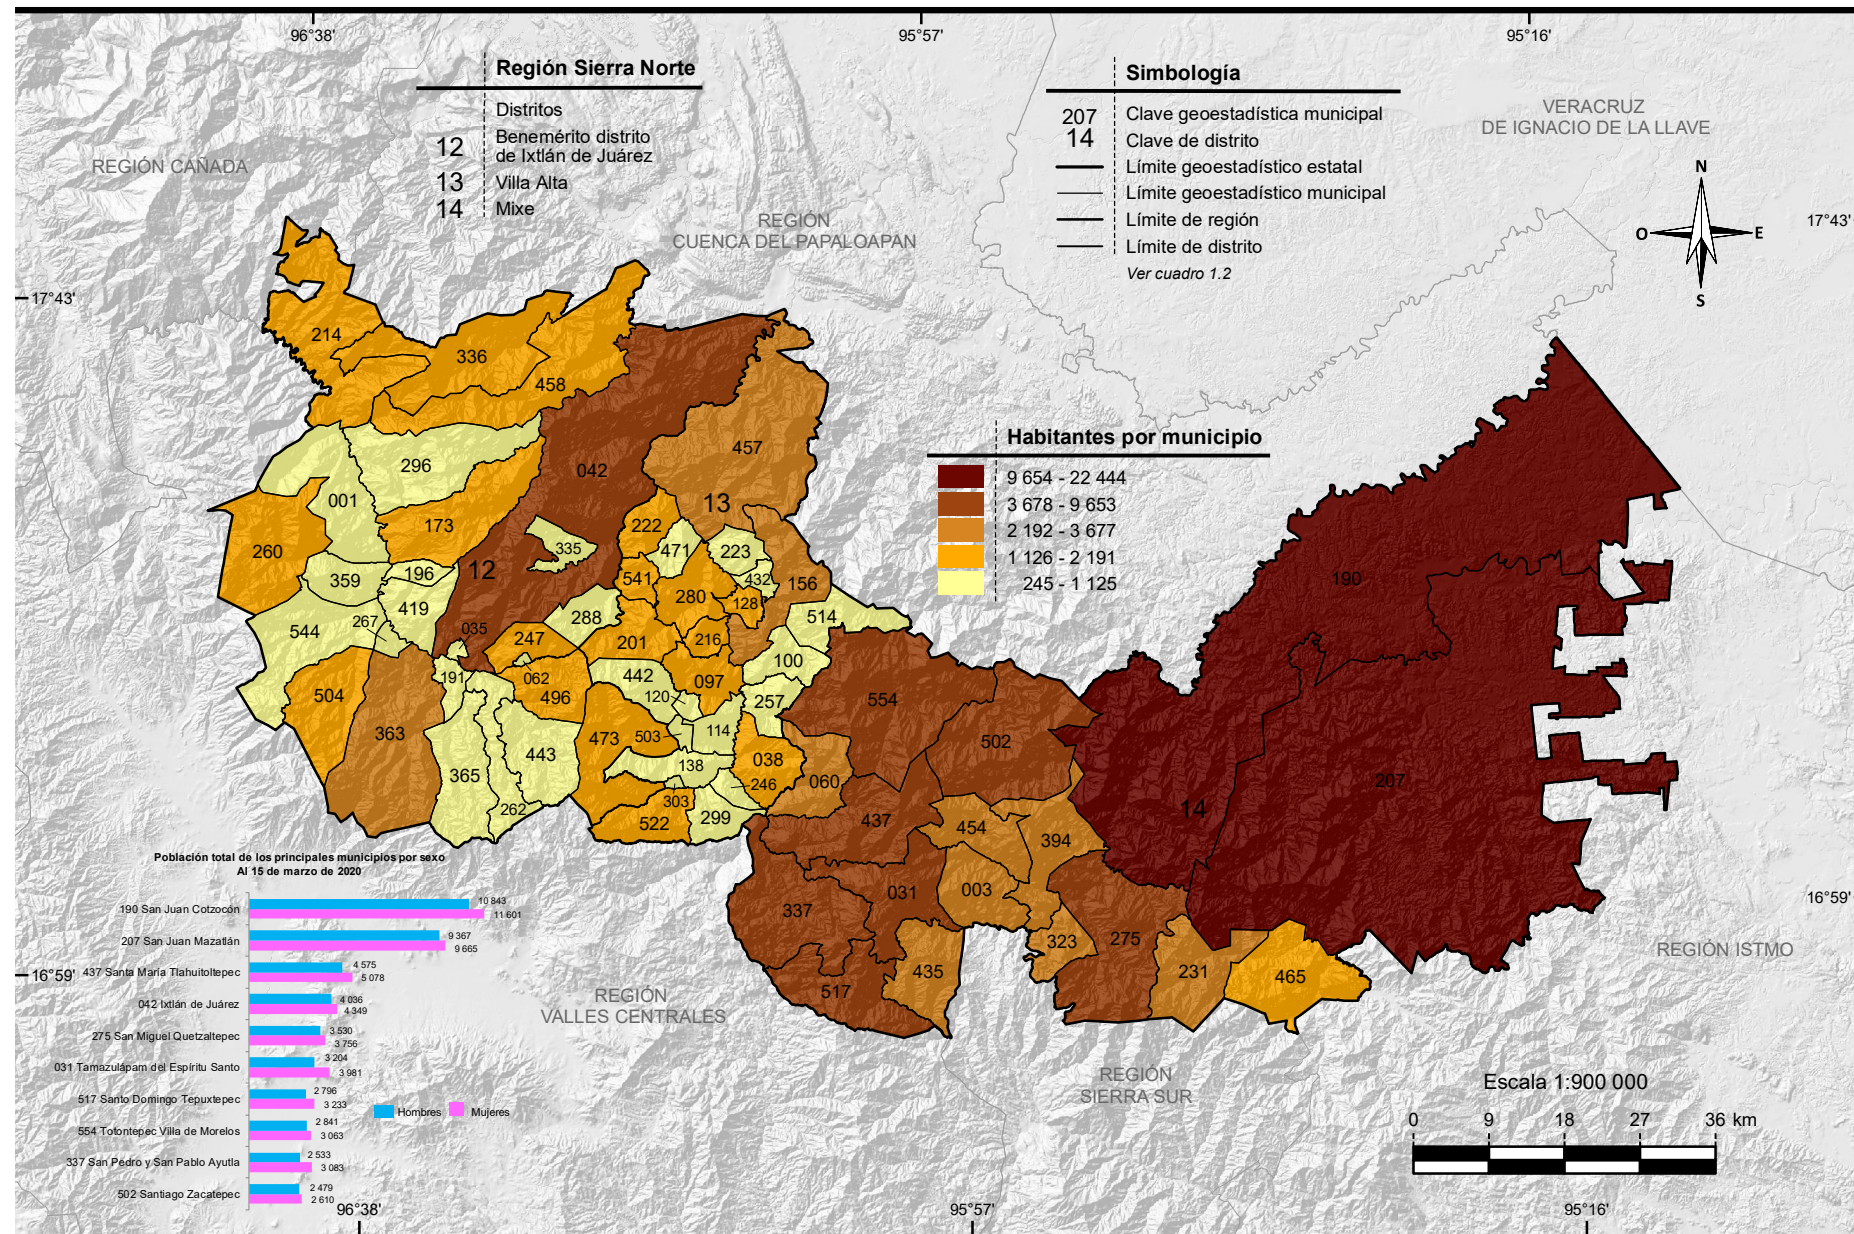 96°38'
95°57'
95°16'
Región Sierra Norte
Distritos
12 Benemérito distrito
de Ixtlán de Juárez
13 Villa Alta
14 Mixe
Simbología
207 Clave geoestadística municipal
14 Clave de distrito
Límite geoestadístico estatal
Límite geoestadístico municipal
Límite de región
Límite de distrito
Ver cuadro 1.2
VERACRUZ
DE IGNACIO DE LA LLAVE
N
O
E
S
17°43'
REGIÓN CAÑADA
REGIÓN
CUENCA DEL PAPALOAPAN
17°43'
Habitantes por municipio
9 654 - 22 444
3 678 - 9 653
2 192 - 3 677
1 126 - 2 191
245 - 1 125
214
336
458
457
296
042
001
13
173
222
260
335
471
223
12
359
196
541
432
156
190
280
128
419
288
514
267
035
544
247
201
216
100
191
062
442
097
504
496
120
257
554
363
473
503
114
502
443
038
365
138
060
246
207
262
303
522
299
437
454
394
14
031
003
337
323
275
435
231
465
517
16°59'
REGIÓN ISTMO
16°59'
REGIÓN
VALLES CENTRALES
REGIÓN
SIERRA SUR
Población total de los principales municipios por sexo
Al 15 de marzo de 2020
190 San Juan Cotzocón 10 843
11 601
207 San Juan Mazatlán 9 367
9 665
437 Santa María Tlahuitoltepec 4 575
5 078
042 Ixtlán de Juárez 4 036
4 349
275 San Miguel Quetzaltepec 3 530
3 756
031 Tamazulápam del Espíritu Santo 3 204
3 981
517 Santo Domingo Tepuxtepec 2 796
3 233
554 Totontepec Villa de Morelos 2 841
3 063
337 San Pedro y San Pablo Ayutla 2 533
3 083
502 Santiago Zacatepec 2 479
2 610
Hombres Mujeres
Escala 1:900 000
0 9 18 27 36 km
96°38'
95°57'
95°16'